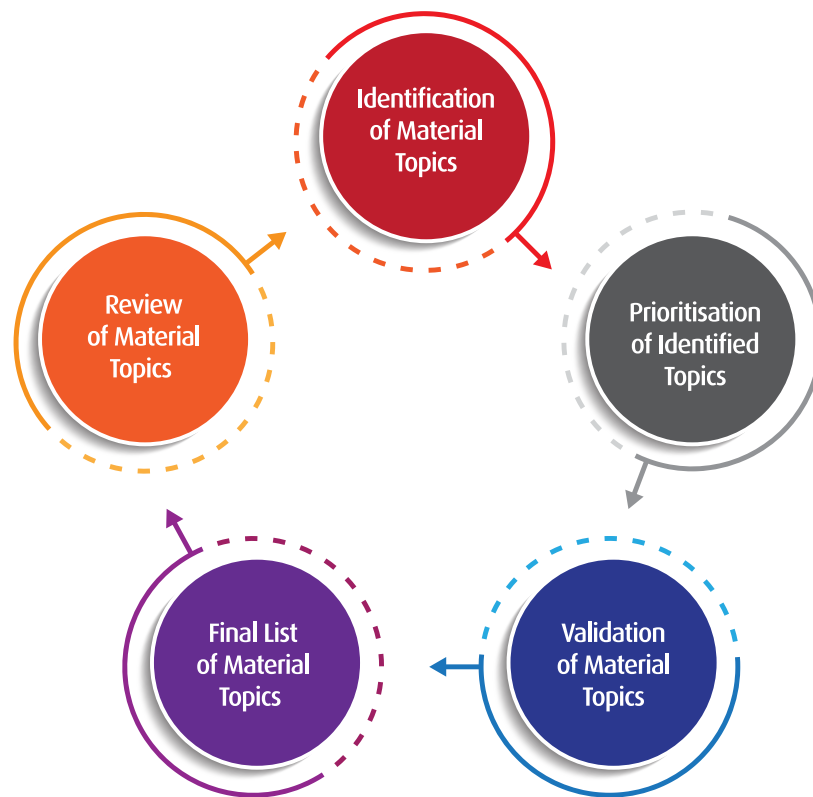 Identification
of Material
Topics
Prioritisation
of Identified
Topics
Validation
of Material
Topics
Final List
of Material
Topics
Review
of Material
Topics